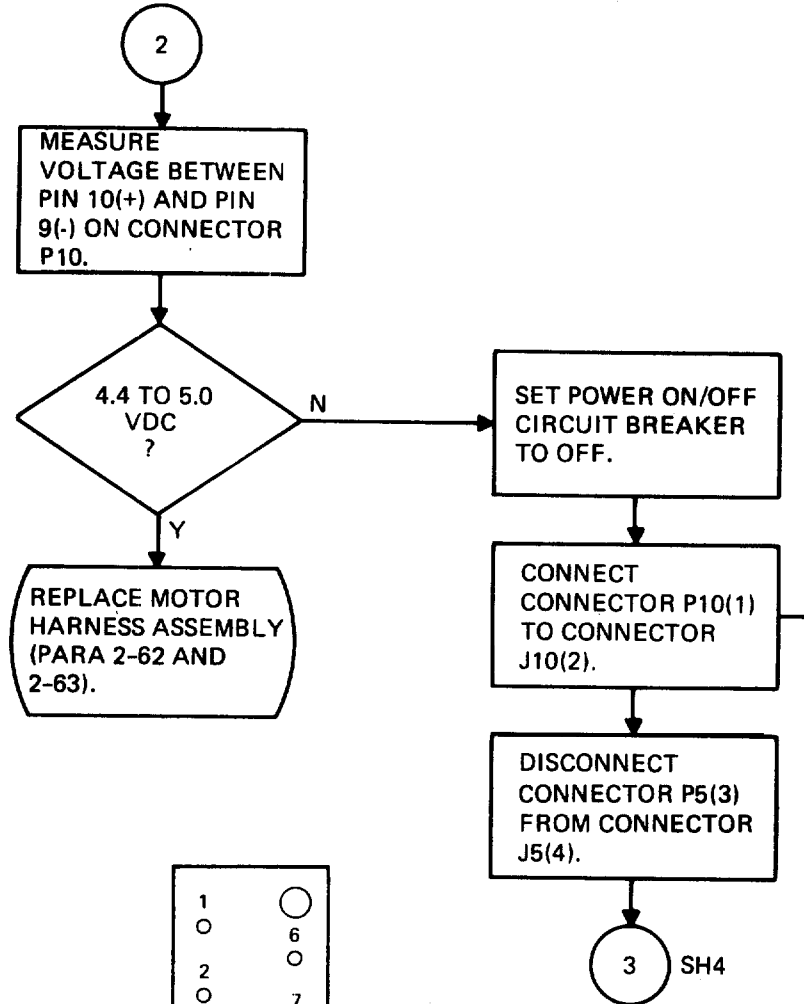 2
MEASURE
VOLTAGE BETWEEN
PIN 10(+) AND PIN
9(-) ON CONNECTOR
P10.
4.4 TO 5.0
VDC
?
N
Y
REPLACE MOTOR
HARNESS ASSEMBLY
(PARA 2-62 AND
2-63).
SET POWER ON/OFF
CIRCUIT BREAKER
TO OFF.
CONNECT
CONNECTOR P10(1)
TO CONNECTOR
J10(2).
DISCONNECT
CONNECTOR P5(3)
FROM CONNECTOR
J5(4).
3 SH4
1
6
2
7